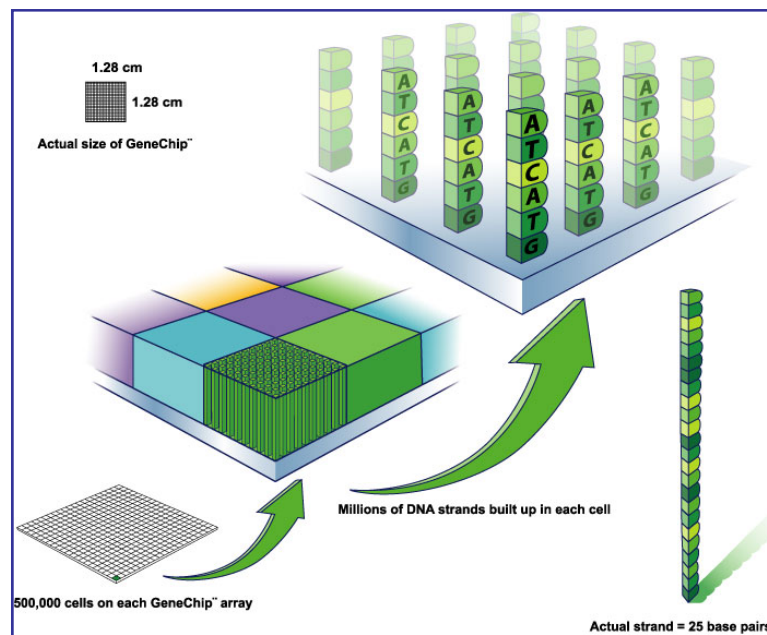 1.28 cm
1.28 cm
Actual size of GeneChip¨
A T C A T G
A T C A T G
A T C A T G
A T C A T G
A T C A T G
Millions of DNA strands built up in each cell
500,000 cells on each GeneChip¨ array
Actual strand = 25 base pairs